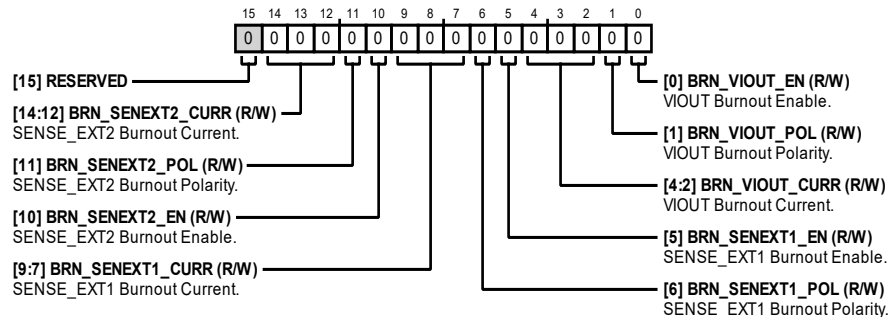 15 14 13 12 11 10 9 8 7 6 5 4 3 2 1 0
0 0 0 0 0 0 0 0 0 0 0 0 0 0 0 0
[15] RESERVED
[14:12] BRN_SENEXT2_CURR (R/W)
SENSE_EXT2 Burnout Current.
[11] BRN_SENEXT2_POL (R/W)
SENSE_EXT2 Burnout Polarity.
[10] BRN_SENEXT2_EN (R/W)
SENSE_EXT2 Burnout Enable.
[9:7] BRN_SENEXT1_CURR (R/W)
SENSE_EXT1 Burnout Current.
[0] BRN_VIOUT_EN (R/W)
VIOUT Burnout Enable.
[1] BRN_VIOUT_POL (R/W)
VIOUT Burnout Polarity.
[4:2] BRN_VIOUT_CURR (R/W)
VIOUT Burnout Current.
[5] BRN_SENEXT1_EN (R/W)
SENSE_EXT1 Burnout Enable.
[6] BRN_SENEXT1_POL (R/W)
SENSE_EXT1 Burnout Polarity.